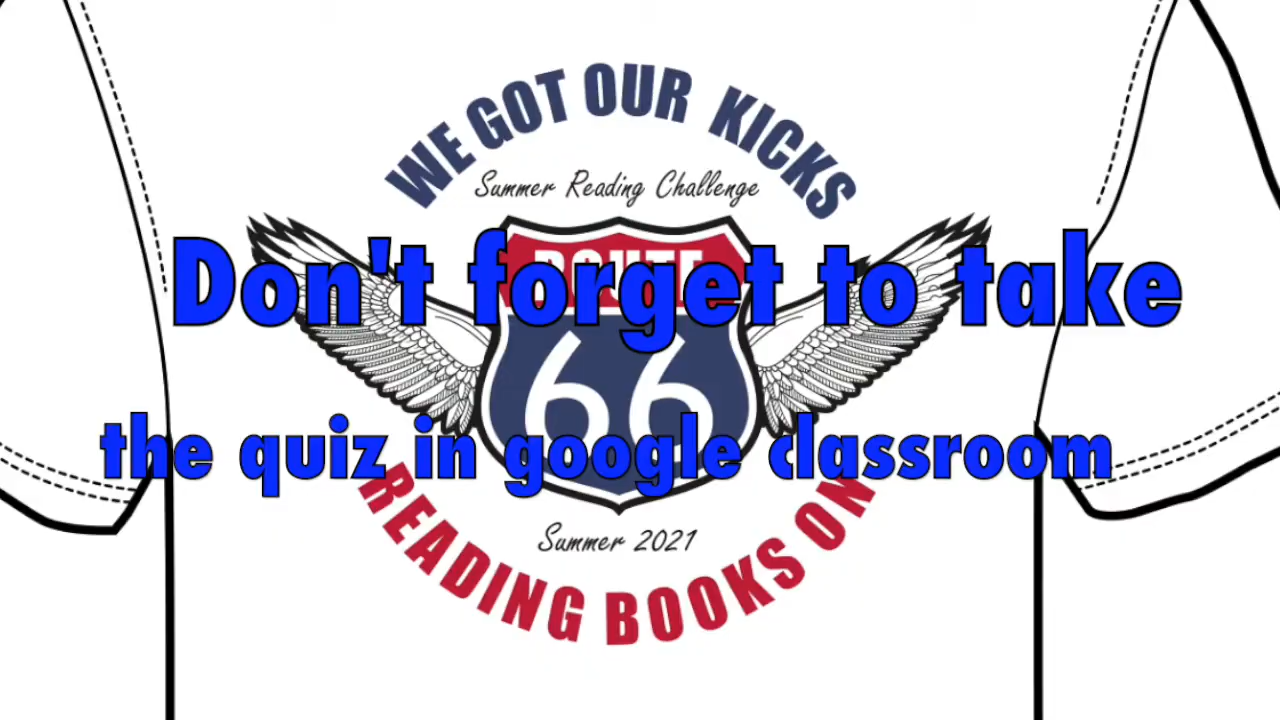 WE GOT OUR KICKS
Summer Reading Challenge
ROUTE
Don't forget to take
66
the quiz in google classroom
Summer 2021
READING BOOKS ON